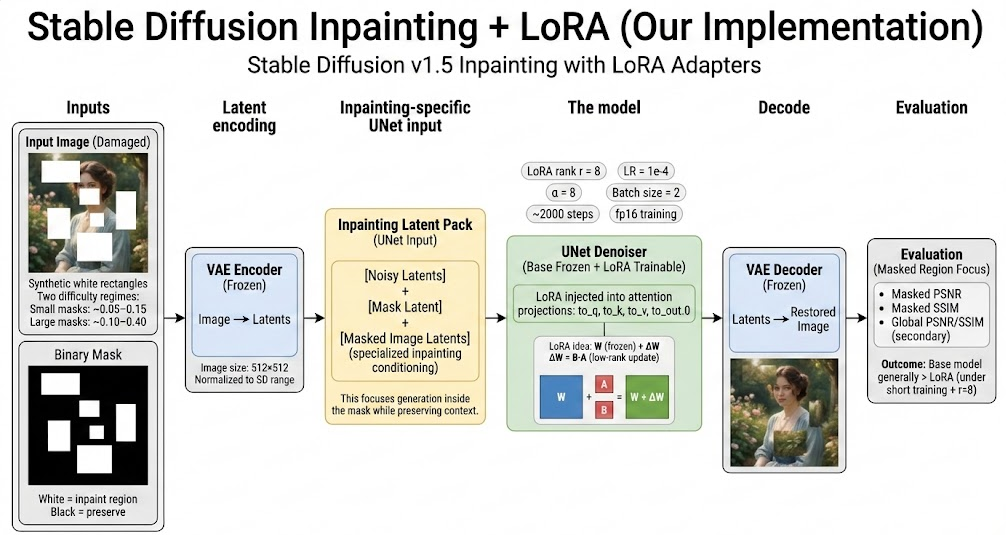 Stable Diffusion Inpainting + LoRA (Our Implementation)
Stable Diffusion v1.5 Inpainting with LoRA Adapters
Inputs
Input Image (Damaged)
Synthetic white rectangles
Two difficulty regimes:
Small masks: ~0.05–0.15
Large masks: ~0.10–0.40
Binary Mask
White = inpaint region
Black = preserve
Latent
encoding
VAE Encoder
(Frozen)
Image → Latents
Image size: 512×512
Normalized to SD range
Inpainting-specific
UNet input
Inpainting Latent Pack
(UNet Input)
[Noisy Latents]
+
[Mask Latent]
+
[Masked Image Latents]
(specialized inpainting
conditioning)
This focuses generation inside
the mask while preserving context.
The model
LoRA rank r = 8
LR = 1e-4
α = 8
Batch size = 2
~2000 steps
fp16 training
UNet Denoiser
(Base Frozen + LoRA Trainable)
LoRA injected into attention
projections: to_q, to_k, to_v, to_out.0
LoRA idea: W (frozen) + ΔW
ΔW = B·A (low-rank update)
W + A B = W + ΔW
Decode
VAE Decoder
(Frozen)
Latents → Restored
Image
Evaluation
Evaluation
(Masked Region Focus)
• Masked PSNR
• Masked SSIM
• Global PSNR/SSIM
(secondary)
Outcome: Base model
generally > LoRA (under
short training + r=8)